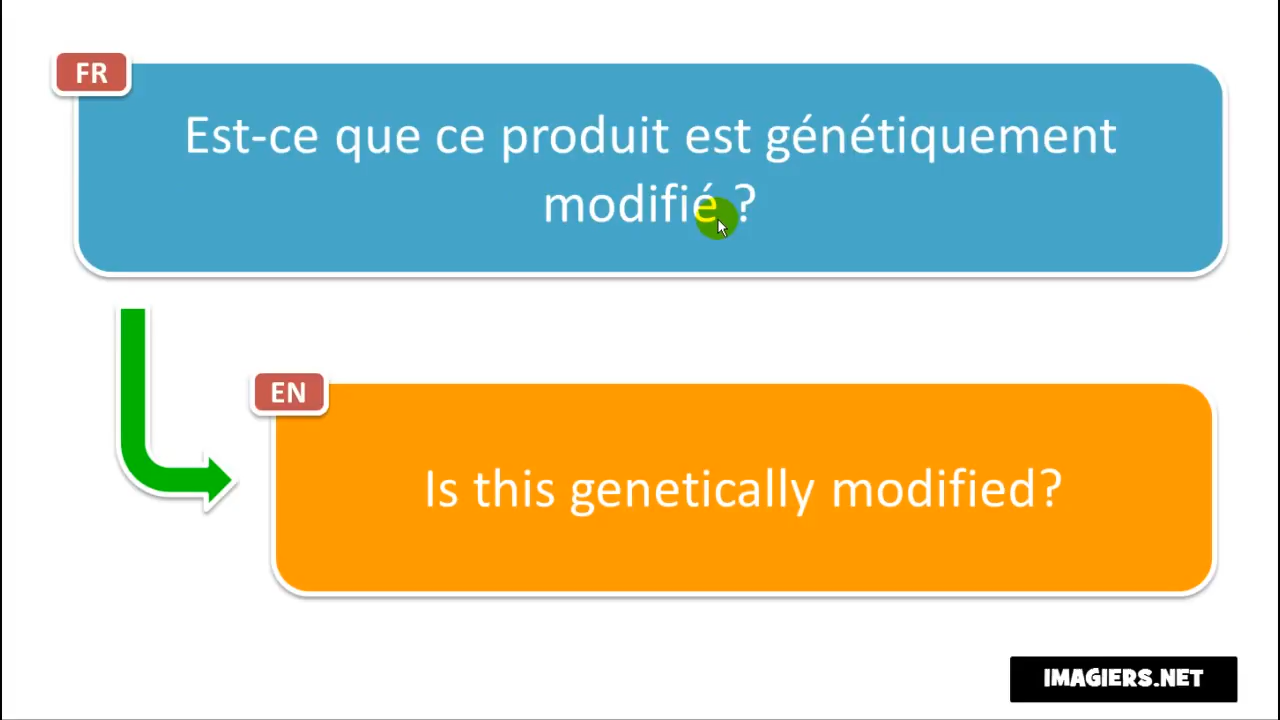 FR
Est-ce que ce produit est génétiquement
modifié ?
EN
Is this genetically modified?
IMAGIERS.NET